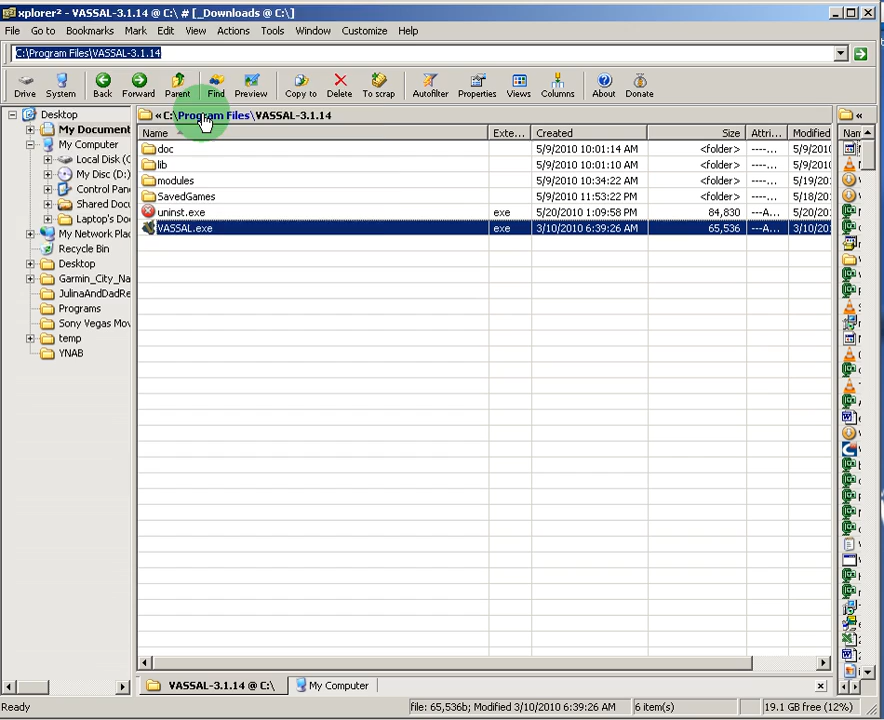 xplorer² - VASSAL-3.1.14 @ C:\ # [_Downloads @ C:\]
File Go to Bookmarks Mark Edit View Actions Tools Window Customize Help
C:\Program Files\VASSAL-3.1.14
Drive System Back Forward Parent Find Preview Copy to Delete To scrap Autofilter Properties Views Columns About Donate
Desktop
My Document
My Computer
Local Disk (
My Disc (D:)
Control Pan
Shared Docu
Laptop's Do
My Network Plac
Recycle Bin
Desktop
Garmin_City_Na
JulinaAndDadRe
Programs
Sony Vegas Mov
temp
YNAB
«C:\Program Files\VASSAL-3.1.14 «
Name Exte... Created Size Attri... Modified Nam
doc 5/9/2010 10:01:14 AM <folder> ----... 5/9/201
lib 5/9/2010 10:01:10 AM <folder> ----... 5/9/201
modules 5/9/2010 10:34:22 AM <folder> ----... 5/19/20
SavedGames 5/9/2010 11:53:22 PM <folder> ----... 5/18/20
uninst.exe exe 5/20/2010 1:09:58 PM 84,830 ---A... 5/20/20
VASSAL.exe exe 3/10/2010 6:39:26 AM 65,536 ---A... 3/10/20
VASSAL-3.1.14 @ C:\ My Computer
Ready file: 65,536b; Modified 3/10/2010 6:39:26 AM 6 item(s) 19.1 GB free (12%)